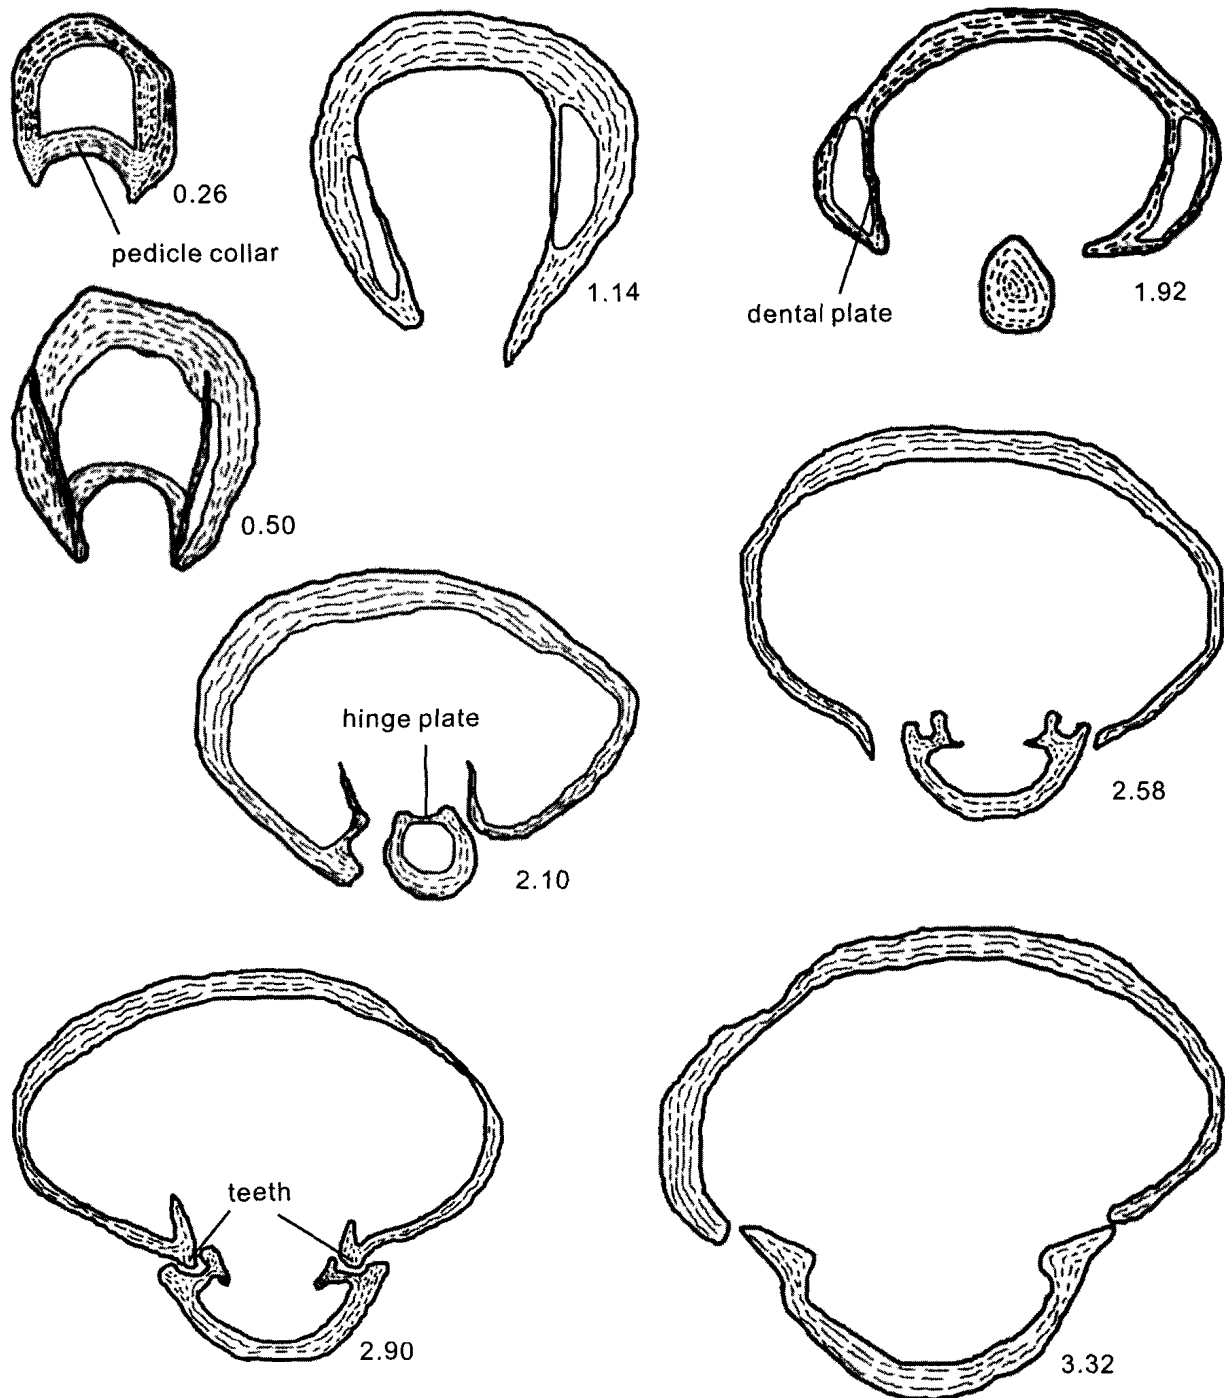 0.26
pedicle collar
1.14
dental plate
1.92
0.50
hinge plate
2.10
2.58
teeth
2.90
3.32